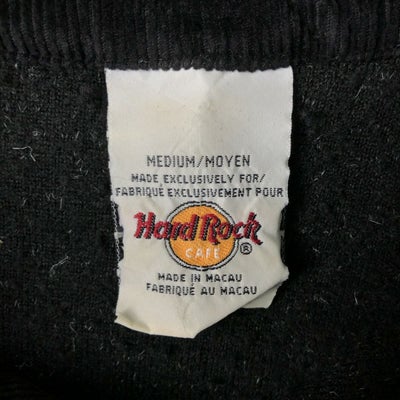 MEDIUM/MOYEN
MADE EXCLUSIVELY FOR/
FABRIQUÉ EXCLUSIVEMENT POUR
Hard Rock
CAFE
®
MADE IN MACAU
FABRIQUÉ AU MACAU